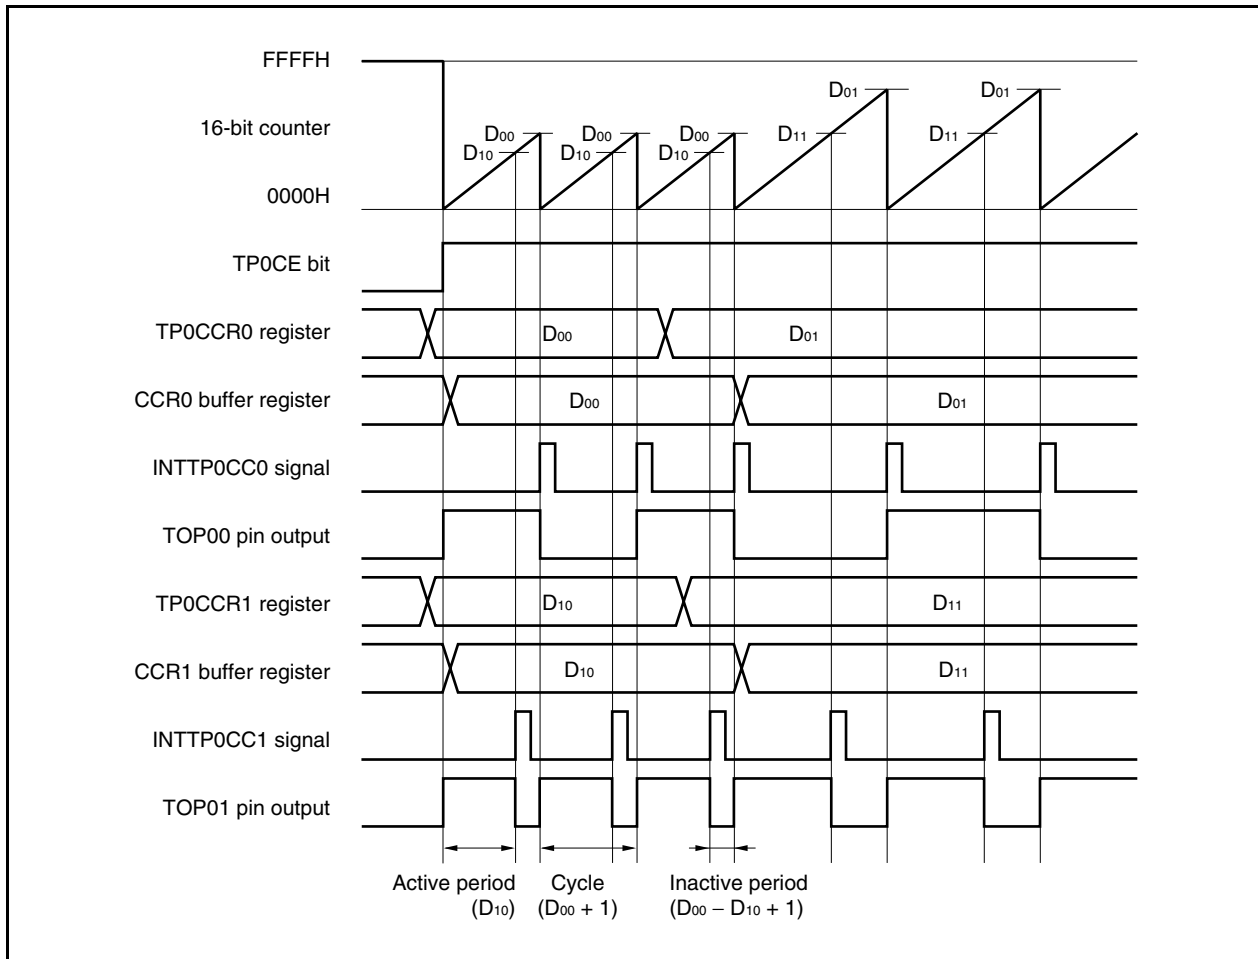 FFFFH
D01 D01
16-bit counter D00 D00 D00 D11 D11
D10 D10 D10
0000H
TP0CE bit
TP0CCR0 register D00 D01
CCR0 buffer register D00 D01
INTTP0CC0 signal
TOP00 pin output
TP0CCR1 register D10 D11
CCR1 buffer register D10 D11
INTTP0CC1 signal
TOP01 pin output
Active period Cycle Inactive period
(D10) (D00 + 1) (D00 − D10 + 1)